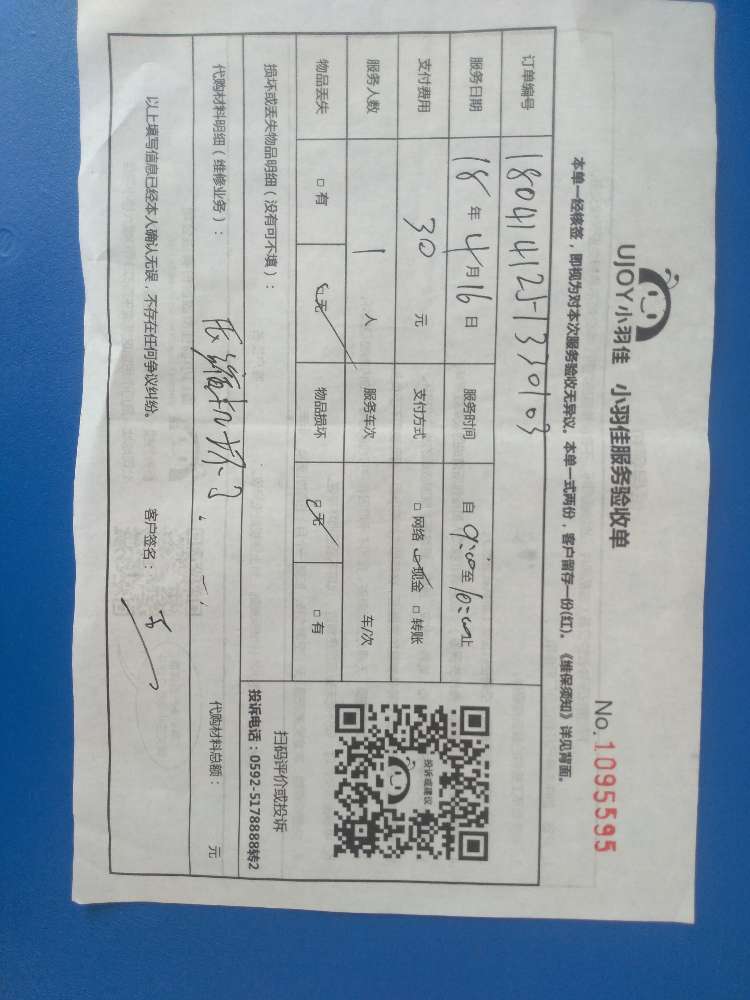 UJOY小羽佳 小羽佳服务验收单
No. 1095595
本单一经核签，即视为对本次服务验收无异议。本单一式两份，客户留存一份(红)。《维保须知》详见背面。
订单编号 1804141251330103
服务日期 18 年 4 月 16 日 服务时间 自 9:00 至 10:00 止
支付费用 30 元 支付方式 □ 网络 □ 现金 □ 转账
服务人数 1 人 服务车次 车/次
物品丢失 □ 有 □ 无 物品损坏 □ 无 □ 有
投诉或建议
扫码评价或投诉
投诉电话：0592-5178888转2
损坏或丢失物品明细（没有可不填）：
代购材料明细（维修业务）： 代购材料总额： 元
以上填写信息已经本人确认无误，不存在任何争议纠纷。 客户签名：